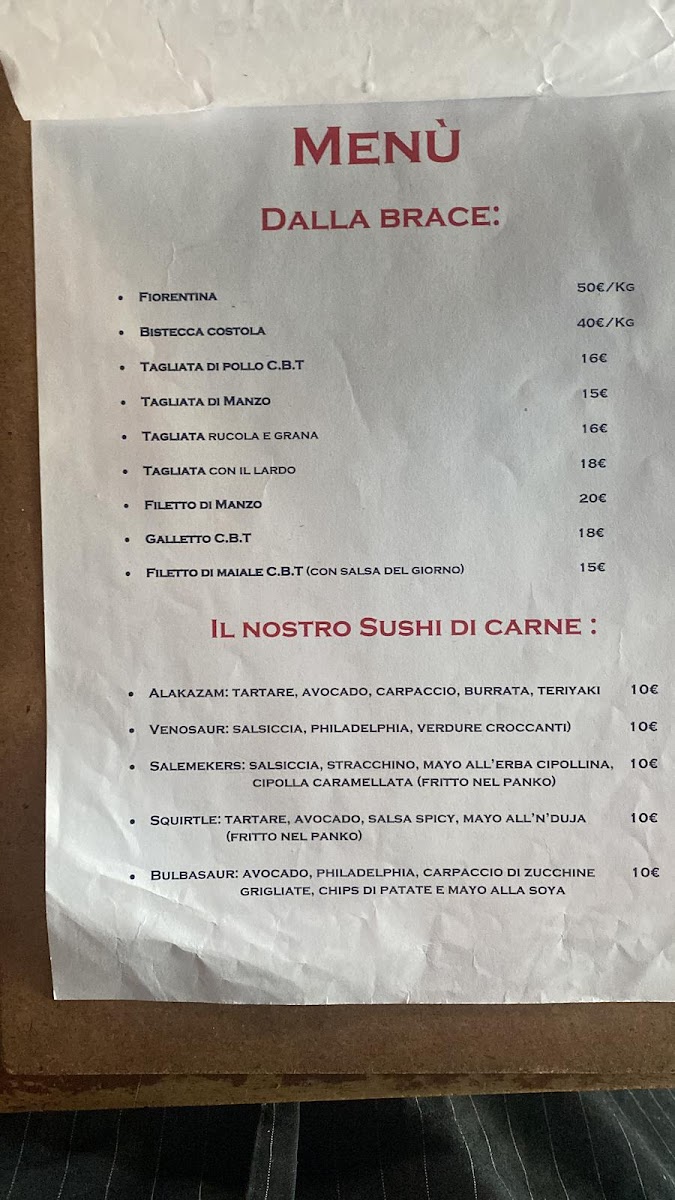 Menù
Dalla brace:
• Fiorentina 50€/Kg
• Bistecca costola 40€/Kg
• Tagliata di pollo C.B.T 16€
• Tagliata di Manzo 15€
• Tagliata rucola e grana 16€
• Tagliata con il lardo 18€
• Filetto di Manzo 20€
• Galletto C.B.T 18€
• Filetto di maiale C.B.T (con salsa del giorno) 15€
Il nostro Sushi di carne :
• Alakazam: tartare, avocado, carpaccio, burrata, teriyaki 10€
• Venosaur: salsiccia, philadelphia, verdure croccanti) 10€
• Salemekers: salsiccia, stracchino, mayo all'erba cipollina, 10€
cipolla caramellata (fritto nel panko)
• Squirtle: tartare, avocado, salsa spicy, mayo all'n'duja 10€
(fritto nel panko)
• Bulbasaur: avocado, philadelphia, carpaccio di zucchine 10€
grigliate, chips di patate e mayo alla soya